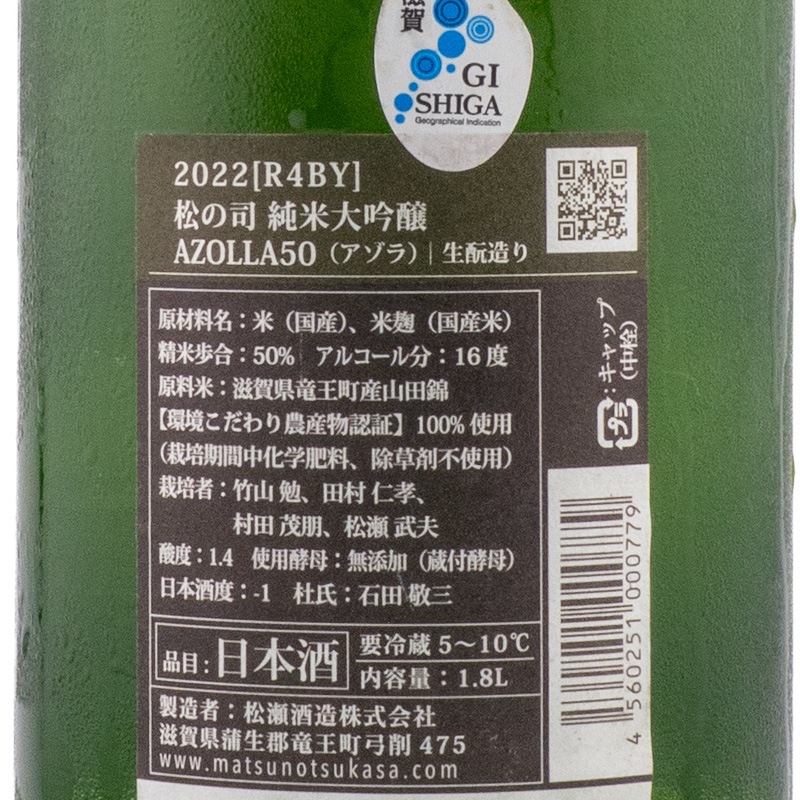 滋賀
GI
SHIGA
Geographical Indication
2022[R4BY]
松の司 純米大吟醸
AZOLLA50（アゾラ）| 生酛造り
原材料名：米（国産）、米麹（国産米）
精米歩合：50% アルコール分：16度
原料米：滋賀県竜王町産山田錦
【環境こだわり農産物認証】100%使用
（栽培期間中化学肥料、除草剤不使用）
栽培者：竹山 勉、田村 仁孝、
村田 茂朋、松瀬 武夫
酸度：1.4 使用酵母：無添加（蔵付酵母）
日本酒度：-1 杜氏：石田 敬三
品目：日本酒
要冷蔵 5～10℃
内容量：1.8L
製造者：松瀬酒造株式会社
滋賀県蒲生郡竜王町弓削 475
www.matsunotsukasa.com
：キャップ
（中栓）
プラ
4 560251 000779